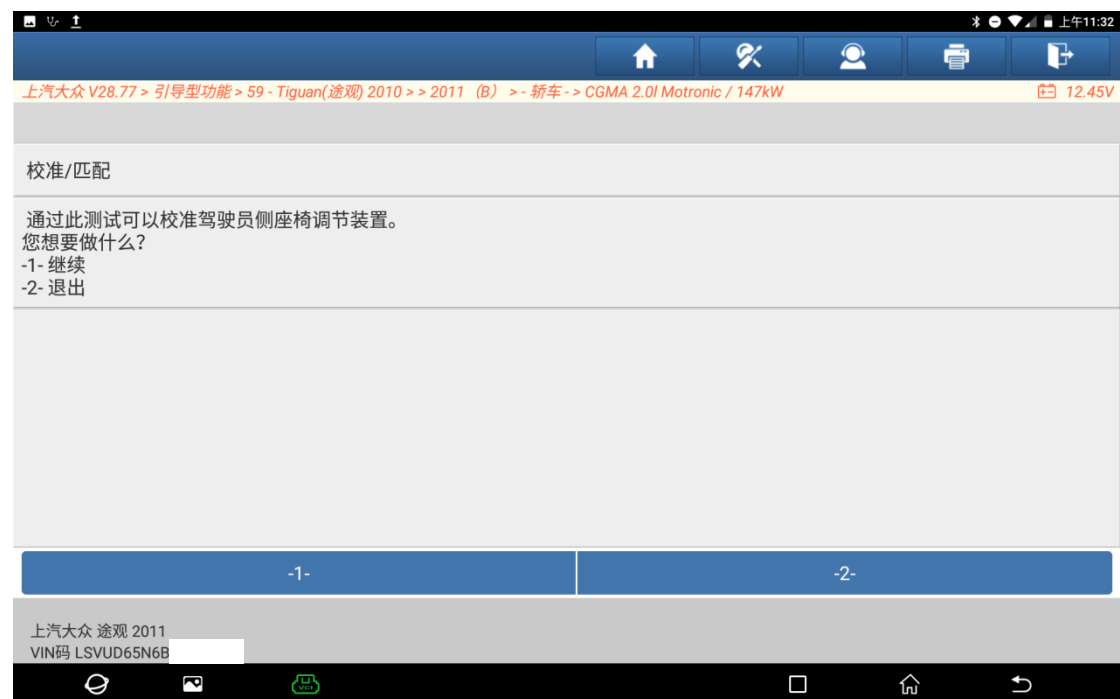 上午11:32
上汽大众 V28.77 > 引导型功能 > 59 - Tiguan(途观) 2010 > > 2011（B） > - 轿车 - > CGMA 2.0l Motronic / 147kW
12.45V
校准/匹配
通过此测试可以校准驾驶员侧座椅调节装置。
您想要做什么？
-1- 继续
-2- 退出
-1-
-2-
上汽大众 途观 2011
VIN码 LSVUD65N6B
VCI